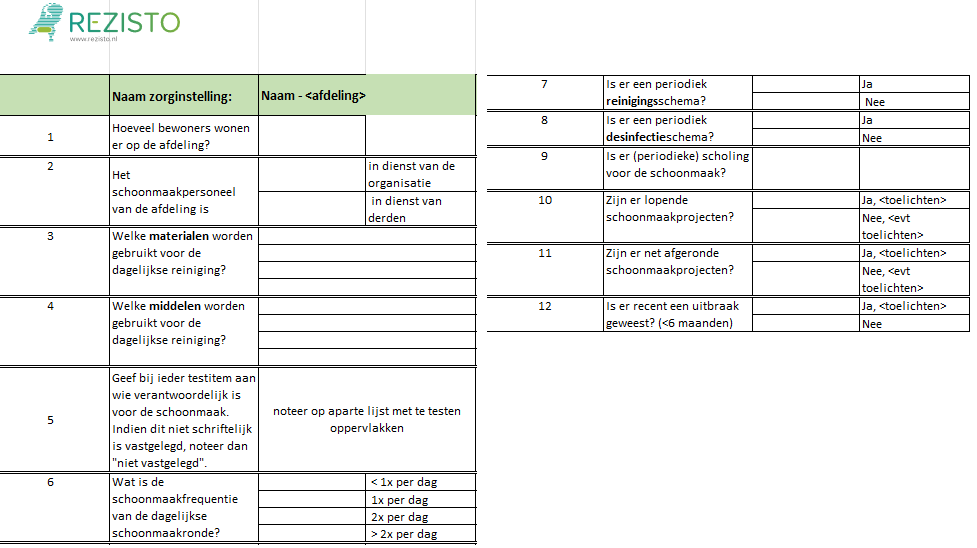 REZISTO
www.rezisto.nl
Naam zorginstelling:
Naam - <afdeling>
1
Hoeveel bewoners wonen
er op de afdeling?
2
Het
schoonmaakpersoneel
van de afdeling is
in dienst van de
organisatie
in dienst van
derden
3
Welke materialen worden
gebruikt voor de
dagelijkse reiniging?
4
Welke middelen worden
gebruikt voor de
dagelijkse reiniging?
5
Geef bij ieder testitem aan
wie verantwoordelijk is
voor de schoonmaak.
Indien dit niet schriftelijk
is vastgelegd, noteer dan
"niet vastgelegd".
noteer op aparte lijst met te testen
oppervlakken
6
Wat is de
schoonmaakfrequentie
van de dagelijkse
schoonmaakronde?
< 1x per dag
1x per dag
2x per dag
> 2x per dag
7
Is er een periodiek
reinigingsschema?
Ja
Nee
8
Is er een periodiek
desinfectieschema?
Ja
Nee
9
Is er (periodieke) scholing
voor de schoonmaak?
10
Zijn er lopende
schoonmaakprojecten?
Ja, <toelichten>
Nee, <evt
toelichten>
11
Zijn er net afgeronde
schoonmaakprojecten?
Ja, <toelichten>
Nee, <evt
toelichten>
12
Is er recent een uitbraak
geweest? (<6 maanden)
Ja, <toelichten>
Nee